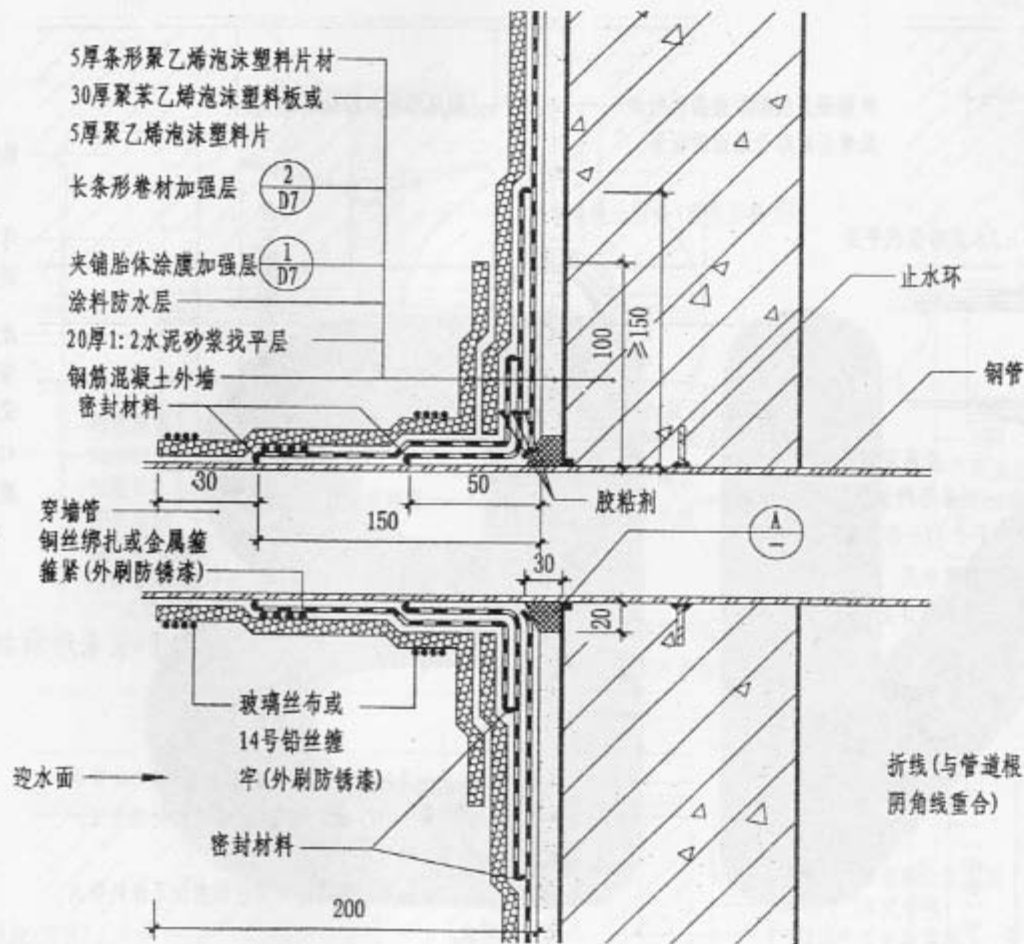 5厚条形聚乙烯泡沫塑料片材
30厚聚苯乙烯泡沫塑料板或
5厚聚乙烯泡沫塑料片
长条形卷材加强层
2
D7
夹铺胎体涂膜加强层
1
D7
涂料防水层
20厚1:2水泥砂浆找平层
钢筋混凝土外墙
密封材料
100
≥150
止水环
钢管
30
50
150
胶粘剂
穿墙管
铜丝绑扎或金属箍
箍紧(外刷防锈漆)
A
30
20
玻璃丝布或
14号铅丝缠
牢(外刷防锈漆)
迎水面
密封材料
200
折线(与管道根
阴角线重合)